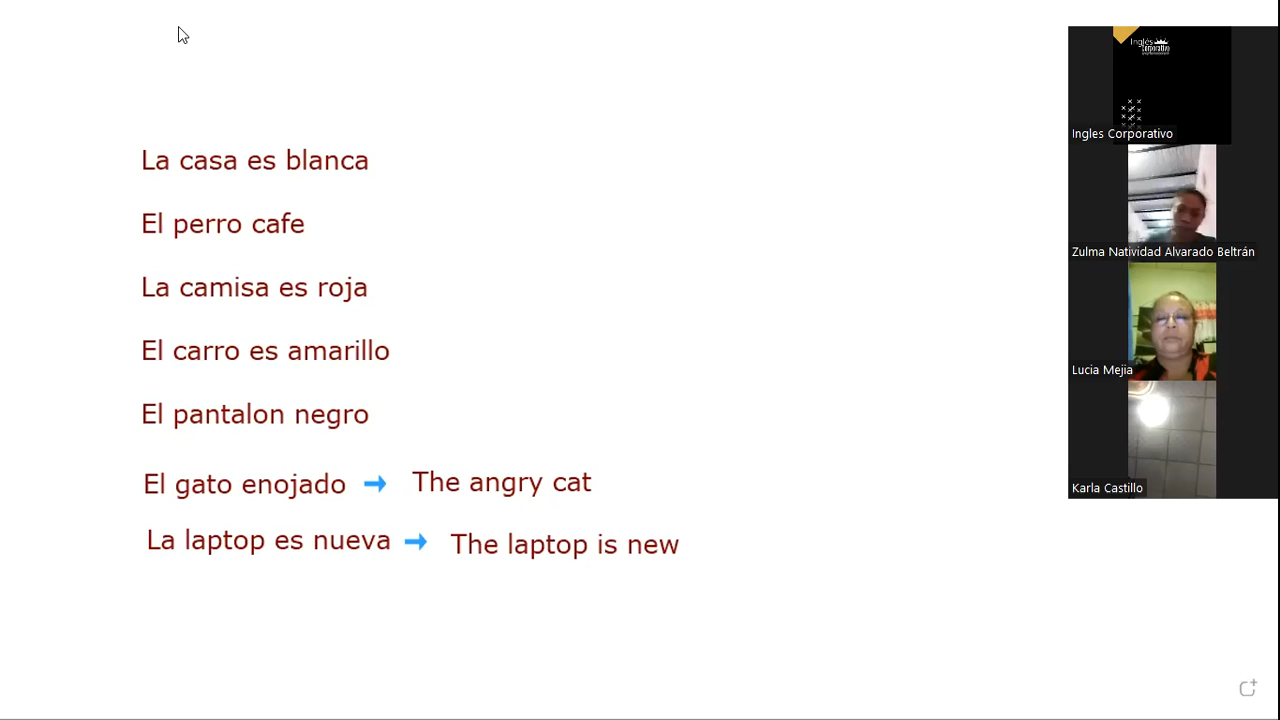 La casa es blanca
El perro cafe
La camisa es roja
El carro es amarillo
El pantalon negro
El gato enojado → The angry cat
La laptop es nueva → The laptop is new
Inglés
Corporativo
Ingles Corporativo
Zulma Natividad Alvarado Beltrán
Lucia Mejia
Karla Castillo